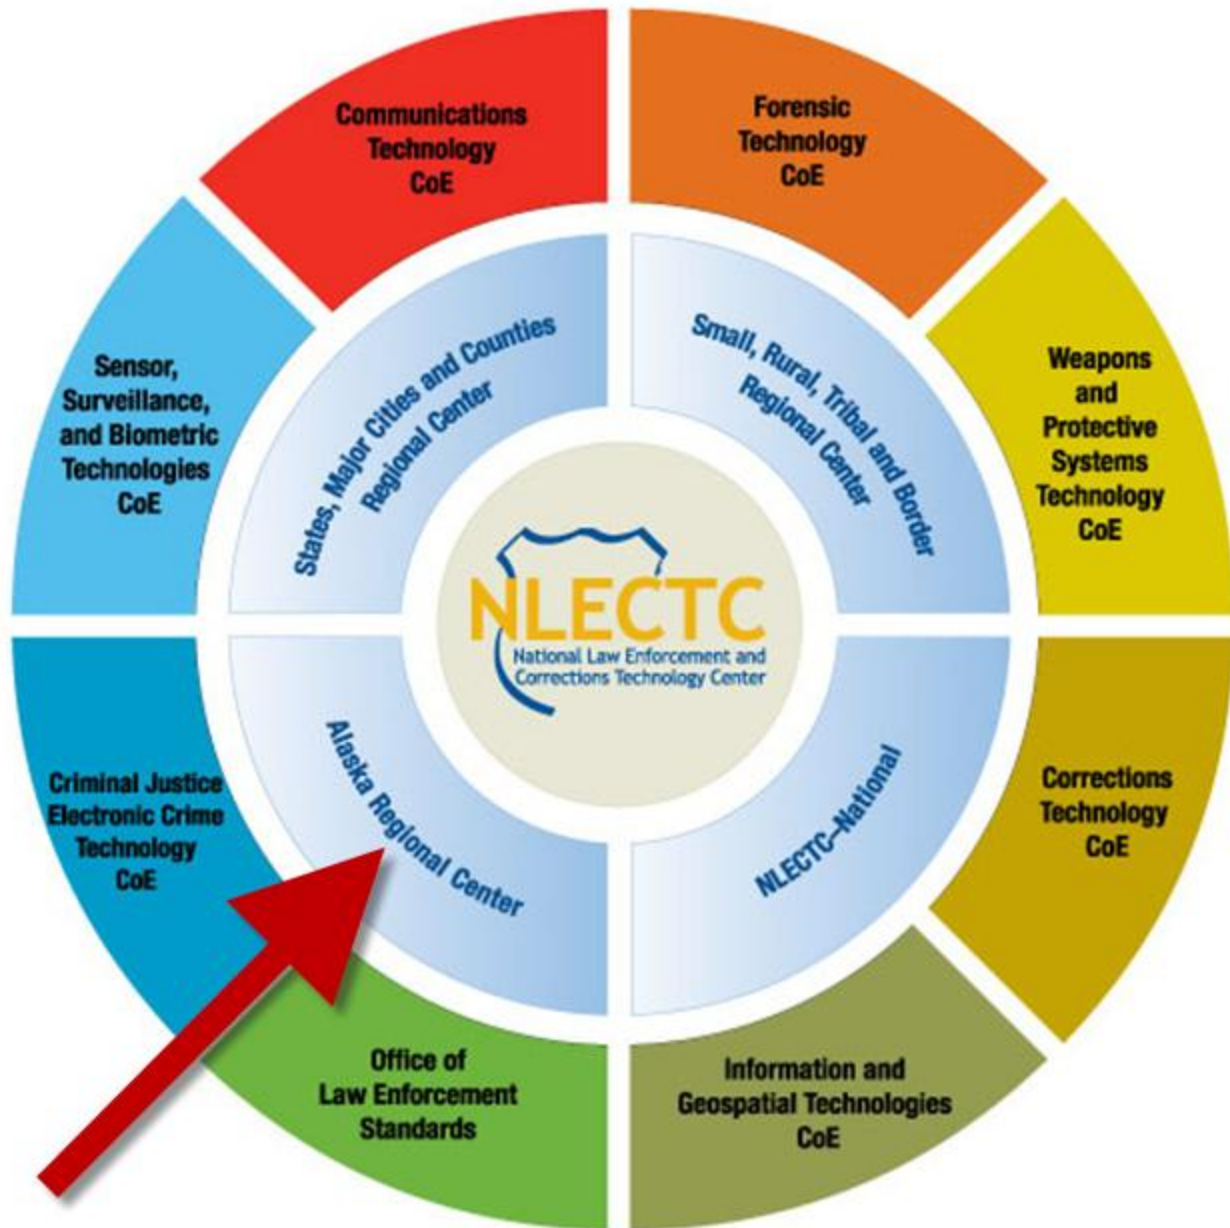 Communications
Technology
CoE
Forensic
Technology
CoE
Weapons
and
Protective
Systems
Technology
CoE
Corrections
Technology
CoE
Information and
Geospatial Technologies
CoE
Office of
Law Enforcement
Standards
Criminal Justice
Electronic Crime
Technology
CoE
Sensor,
Surveillance,
and Biometric
Technologies
CoE
States, Major Cities and Counties
Regional Center
Small, Rural, Tribal and Border
Regional Center
NLECTC–National
Alaska Regional Center
NLECTC
National Law Enforcement and
Corrections Technology Center